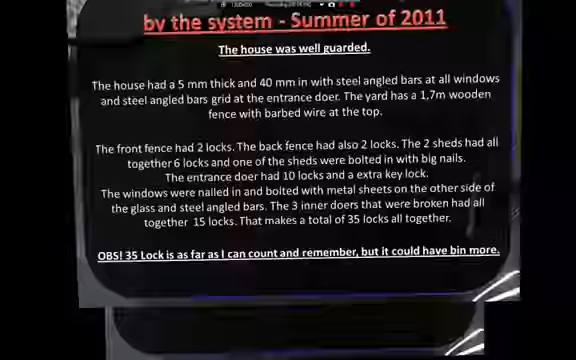 by the system - Summer of 2011
The house was well guarded.
The house had a 5 mm thick and 40 mm in with steel angled bars at all windows
and steel angled bars grid at the entrance doer. The yard has a 1,7m wooden
fence with barbed wire at the top.
The front fence had 2 locks. The back fence had also 2 locks. The 2 sheds had all
together 6 locks and one of the sheds were bolted in with big nails.
The entrance doer had 10 locks and a extra key lock.
The windows were nailed in and bolted with metal sheets on the other side of
the glass and steel angled bars. The 3 inner doers that were broken had all
together 15 locks. That makes a total of 35 locks all together.
OBS! 35 Lock is as far as I can count and remember, but it could have bin more.